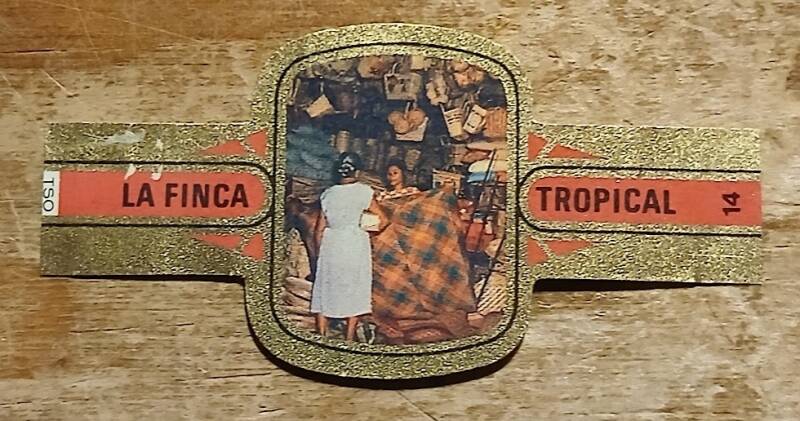 TSO
LA FINCA
TROPICAL
14